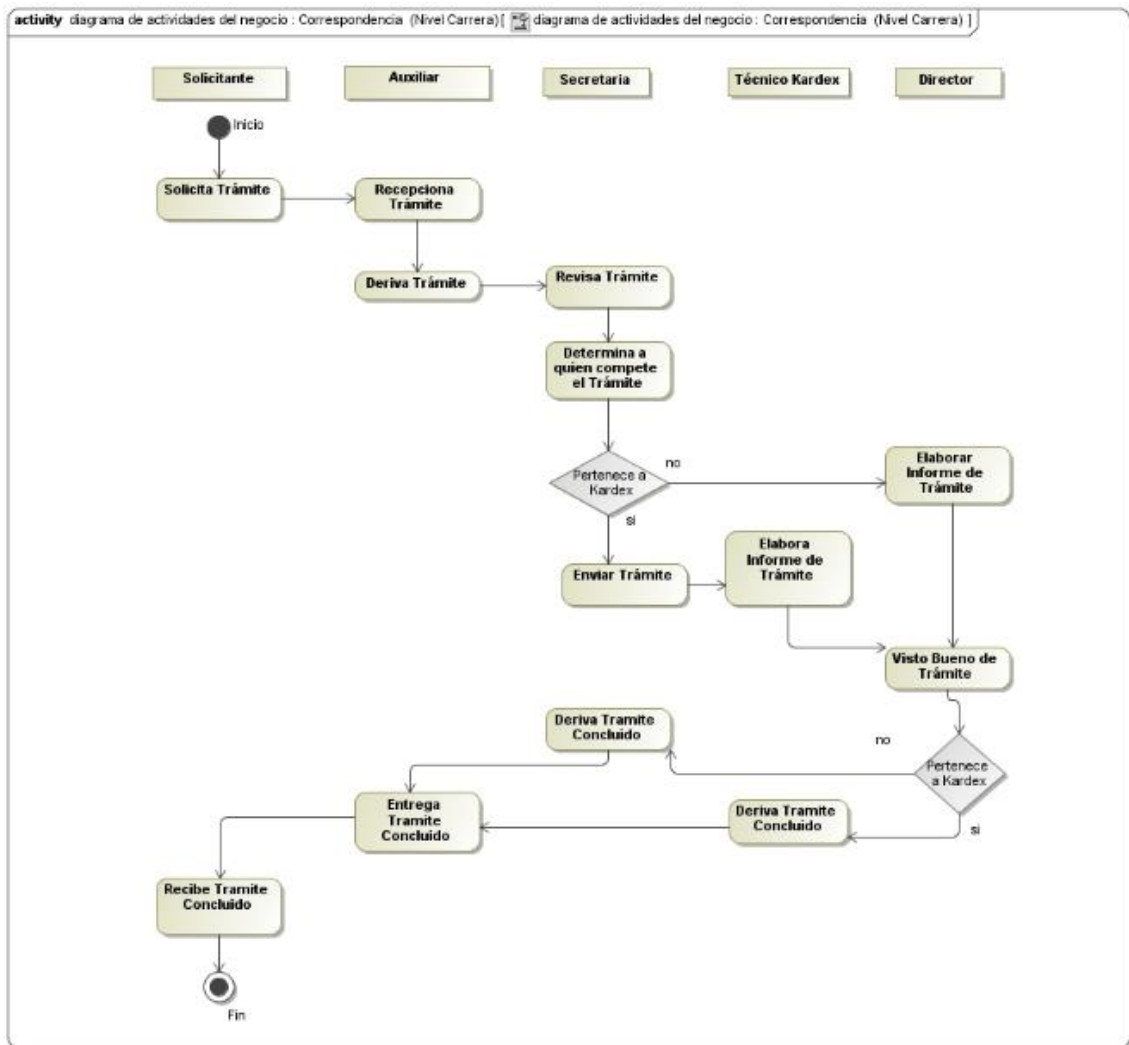 activity diagrama de actividades del negocio : Correspondencia (Nivel Carrera)[ diagrama de actividades del negocio : Correspondencia (Nivel Carrera) ]
Solicitante
Auxiliar
Secretaria
Técnico Kardex
Director
Inicio
Solicita Trámite
Recepciona
Trámite
Deriva Trámite
Revisa Trámite
Determina a
quien compete
el Trámite
Pertenece a
Kardex
no
si
Elaborar
Informe de
Trámite
Enviar Trámite
Elabora
Informe de
Trámite
Visto Bueno de
Trámite
Deriva Tramite
Concluido
no
Pertenece
a Kardex
si
Entrega
Tramite
Concluido
Deriva Tramite
Concluido
Recibe Tramite
Concluido
Fin